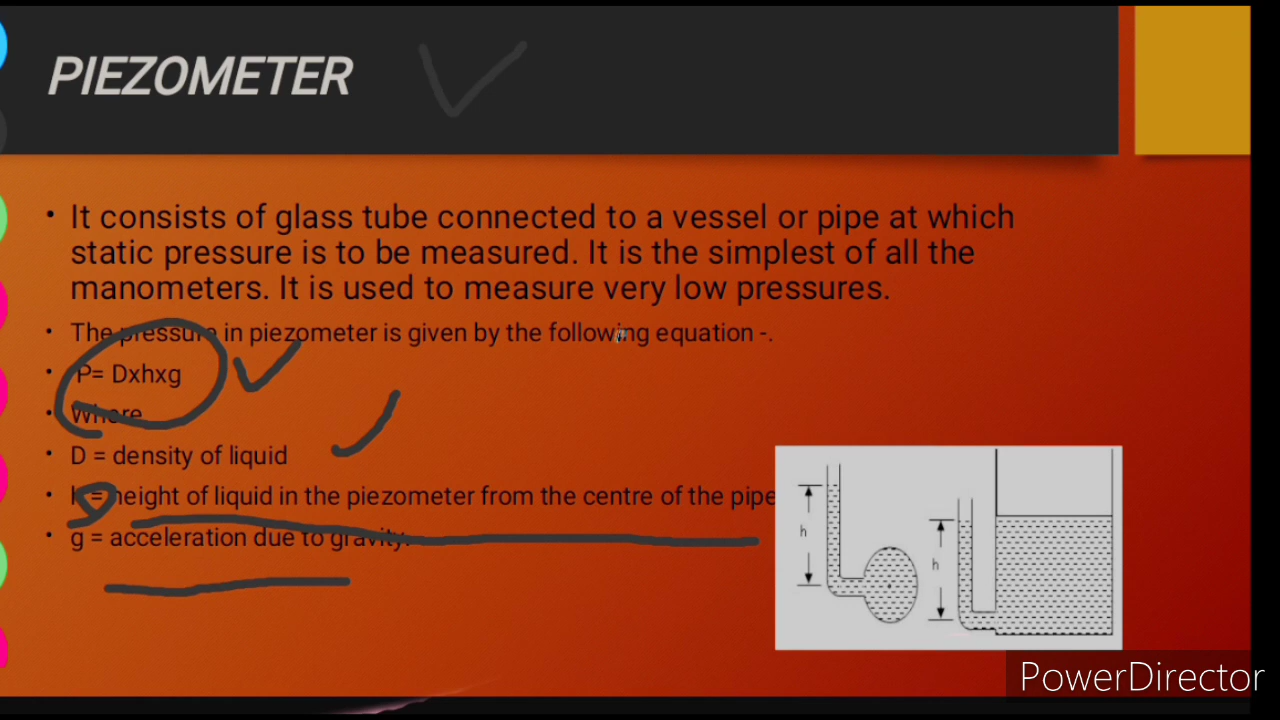 PIEZOMETER
• It consists of glass tube connected to a vessel or pipe at which
static pressure is to be measured. It is the simplest of all the
manometers. It is used to measure very low pressures.
• The pressure in piezometer is given by the following equation -.
• P= Dxhxg
• Where
• D = density of liquid
• h = height of liquid in the piezometer from the centre of the pipe
• g = acceleration due to gravity.
h
h
PowerDirector